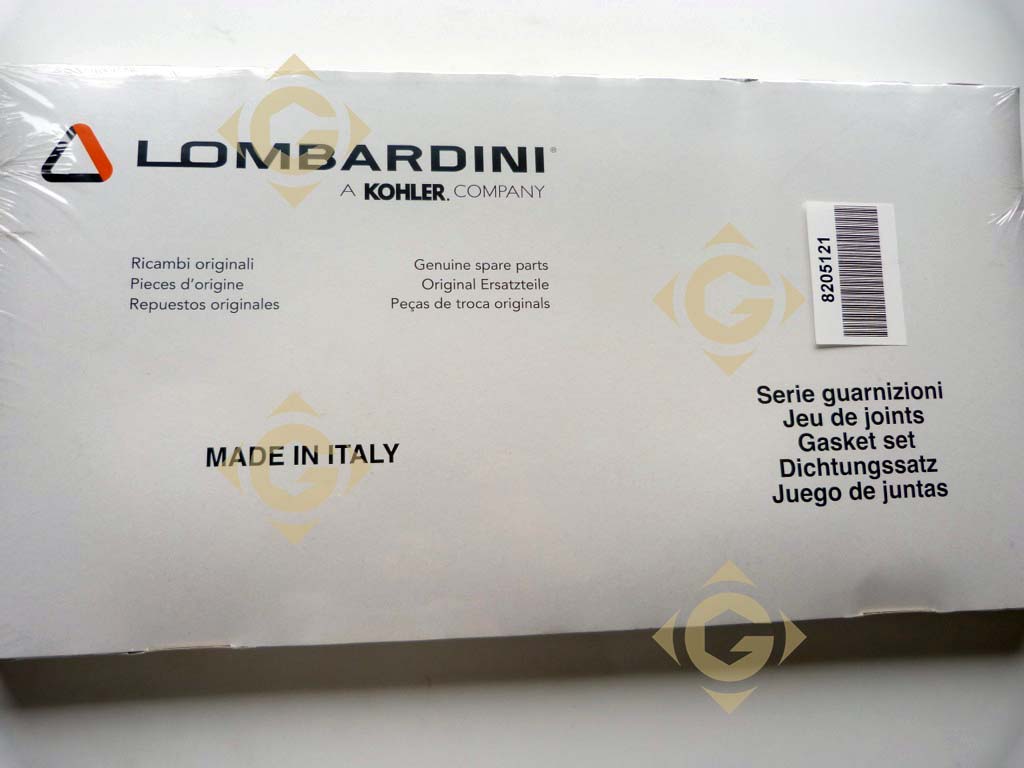 LOMBARDINI®
A KOHLER. COMPANY
Ricambi originali
Pieces d'origine
Repuestos originales
Genuine spare parts
Original Ersatzteile
Peças de troca originals
8205121
Serie guarnizioni
Jeu de joints
Gasket set
Dichtungssatz
Juego de juntas
MADE IN ITALY
G
G
G
G